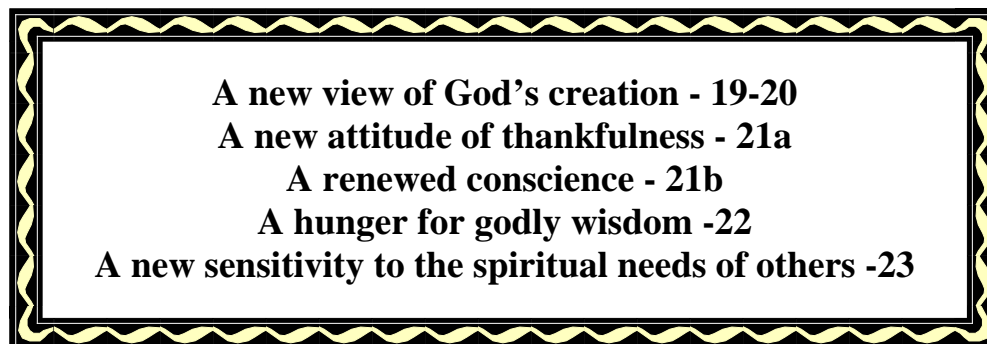 A new view of God’s creation - 19-20
A new attitude of thankfulness - 21a
A renewed conscience - 21b
A hunger for godly wisdom -22
A new sensitivity to the spiritual needs of others -23